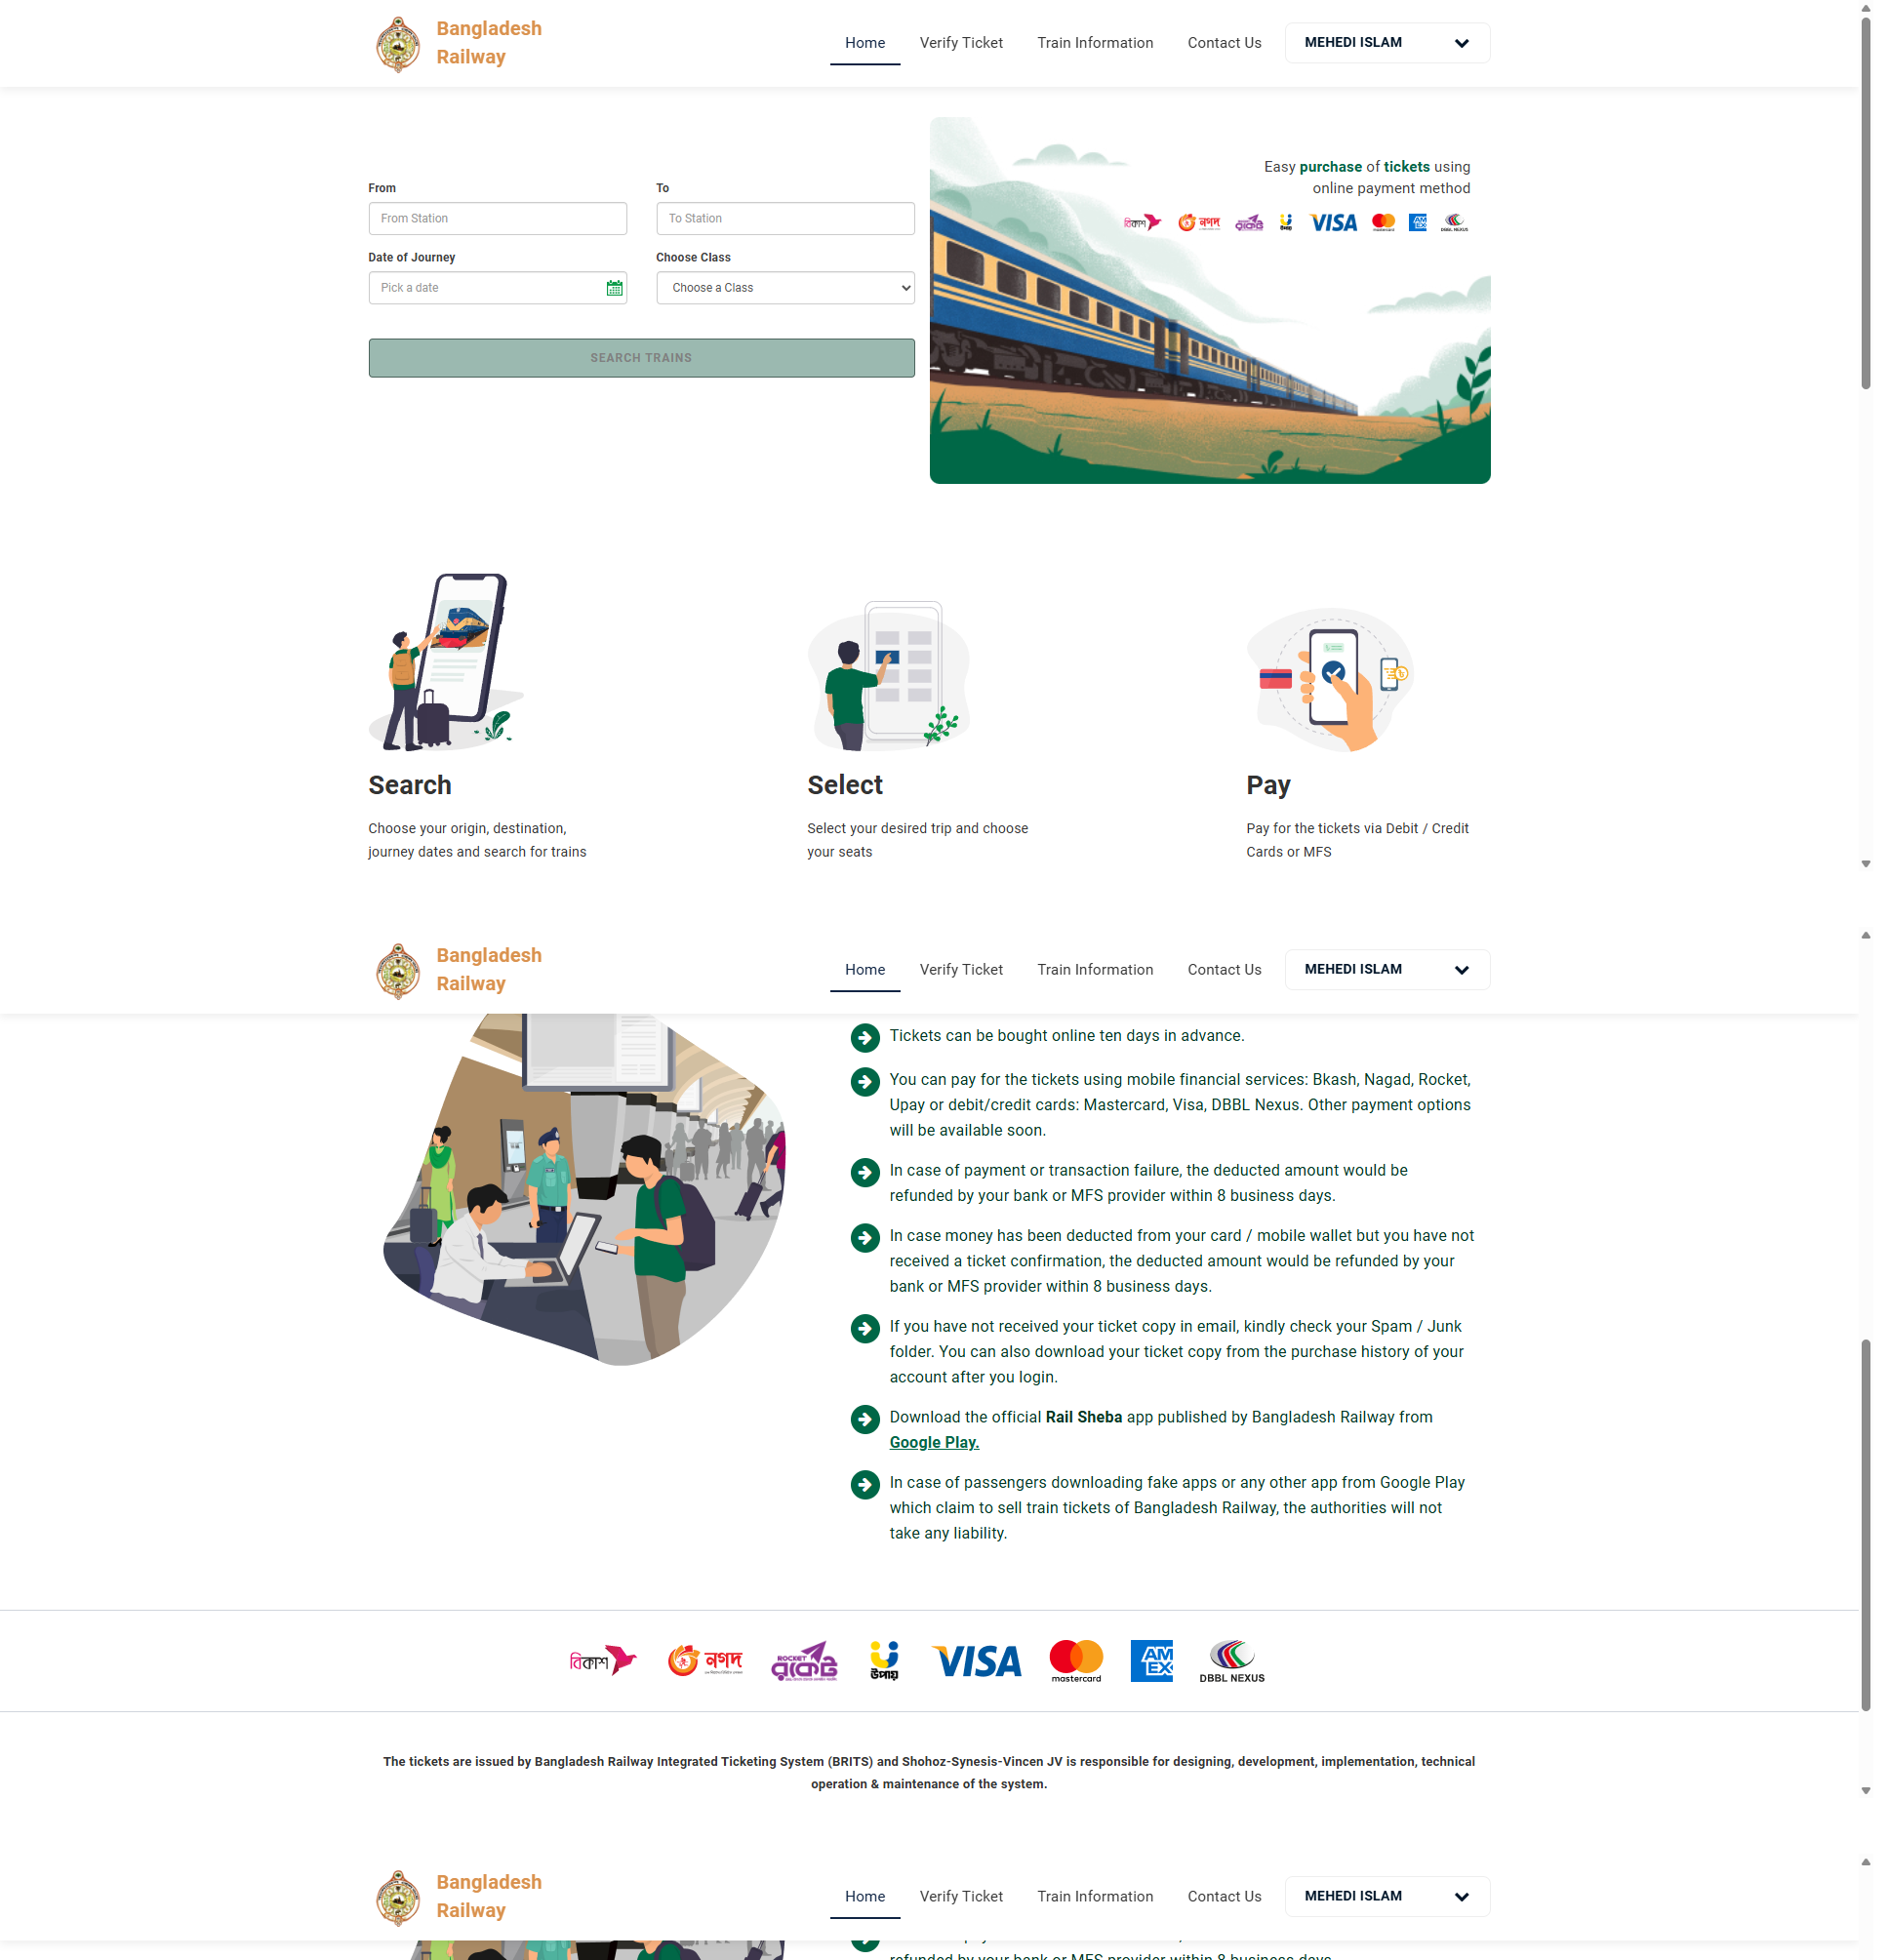 Bangladesh
Railway
Home
Verify Ticket
Train Information
Contact Us
MEHEDI ISLAM
From
To
From Station
To Station
Date of Journey
Choose Class
Pick a date
Choose a Class
SEARCH TRAINS
Easy purchase of tickets using
online payment method
বিকাশ
নগদ
রকেট
উপায়
VISA
mastercard
AM
EX
DBBL NEXUS
Search
Choose your origin, destination,
journey dates and search for trains
Select
Select your desired trip and choose
your seats
Pay
Pay for the tickets via Debit / Credit
Cards or MFS
Bangladesh
Railway
Home
Verify Ticket
Train Information
Contact Us
MEHEDI ISLAM
Tickets can be bought online ten days in advance.
You can pay for the tickets using mobile financial services: Bkash, Nagad, Rocket,
Upay or debit/credit cards: Mastercard, Visa, DBBL Nexus. Other payment options
will be available soon.
In case of payment or transaction failure, the deducted amount would be
refunded by your bank or MFS provider within 8 business days.
In case money has been deducted from your card / mobile wallet but you have not
received a ticket confirmation, the deducted amount would be refunded by your
bank or MFS provider within 8 business days.
If you have not received your ticket copy in email, kindly check your Spam / Junk
folder. You can also download your ticket copy from the purchase history of your
account after you login.
Download the official Rail Sheba app published by Bangladesh Railway from
Google Play.
In case of passengers downloading fake apps or any other app from Google Play
which claim to sell train tickets of Bangladesh Railway, the authorities will not
take any liability.
বিকাশ
নগদ
ROCKET
রকেট
উপায়
VISA
mastercard
AM
EX
DBBL NEXUS
The tickets are issued by Bangladesh Railway Integrated Ticketing System (BRITS) and Shohoz-Synesis-Vincen JV is responsible for designing, development, implementation, technical
operation & maintenance of the system.
Bangladesh
Railway
Home
Verify Ticket
Train Information
Contact Us
MEHEDI ISLAM
refunded by your bank or MFS provider within 8 business days.